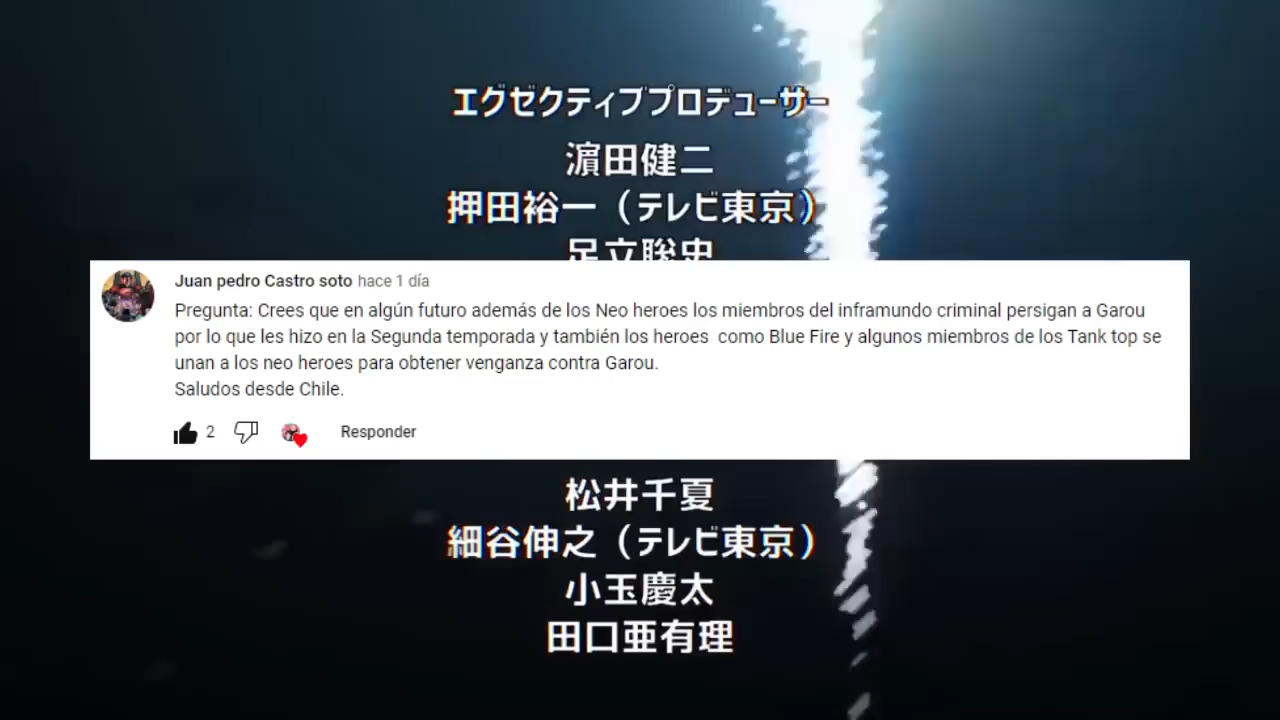 エグゼクティブプロデューサー
濵田健二
押田裕一（テレビ東京）
足立聡史
Juan pedro Castro soto hace 1 día
Pregunta: Crees que en algún futuro además de los Neo heroes los miembros del inframundo criminal persigan a Garou
por lo que les hizo en la Segunda temporada y también los heroes como Blue Fire y algunos miembros de los Tank top se
unan a los neo heroes para obtener venganza contra Garou.
Saludos desde Chile.
2 Responder
松井千夏
細谷伸之（テレビ東京）
小玉慶太
田口亜有理